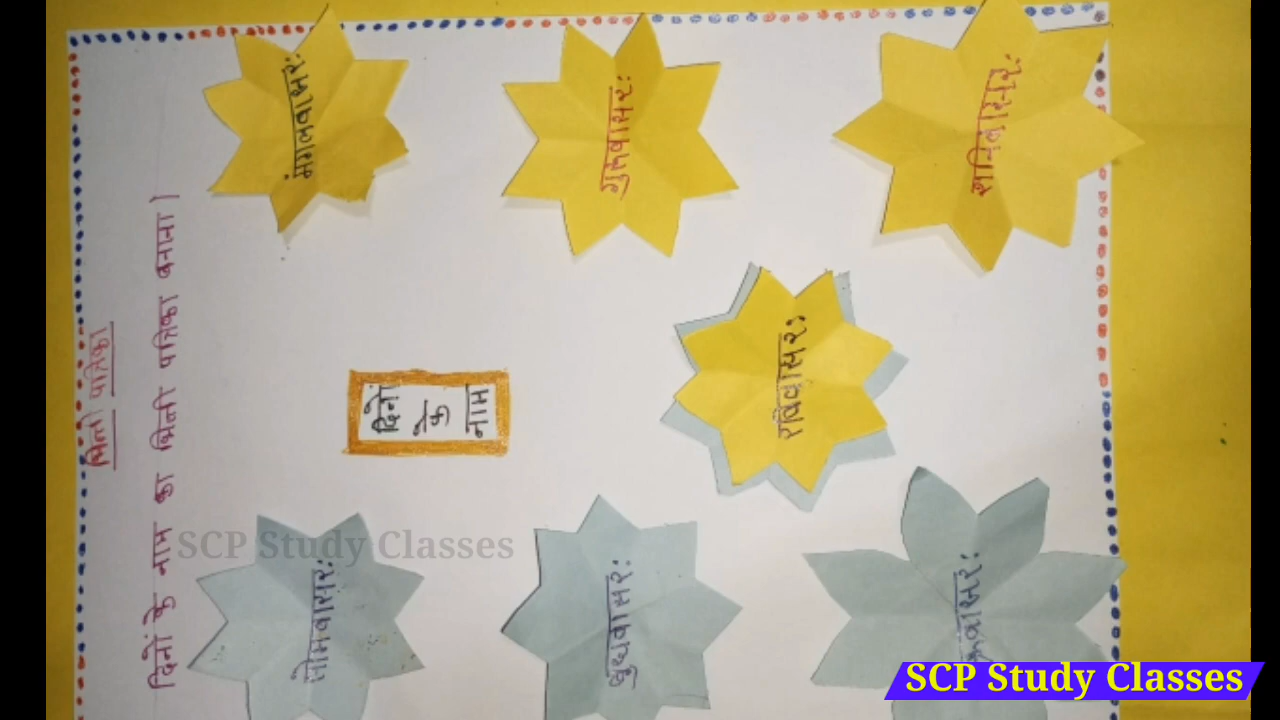 भित्ती पत्रिका
दिनों के नाम का भित्ती पत्रिका बनाना।
दिनों
के
नाम
सोमवासरः
मंगलवासरः
बुधवासरः
गुरुवासरः
शनिवासरः
रविवासरः
SCP Study Classes
SCP Study Classes